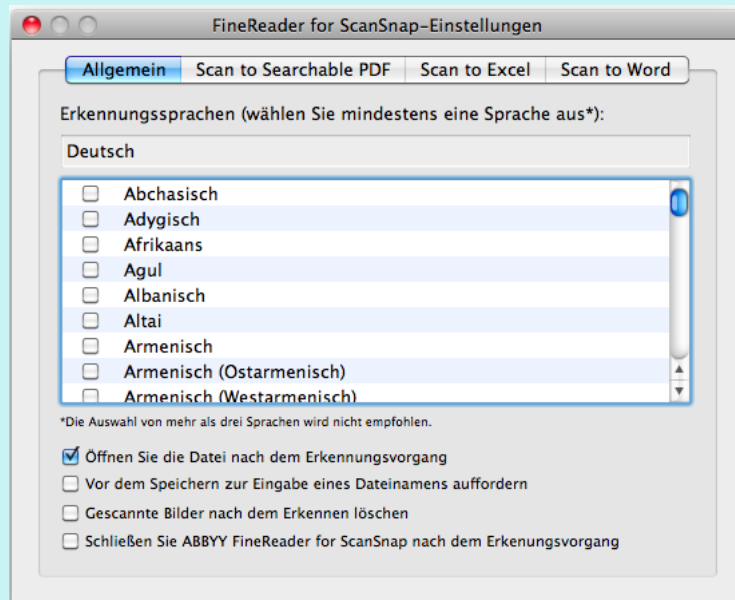 FineReader for ScanSnap-Einstellungen
Allgemein Scan to Searchable PDF Scan to Excel Scan to Word
Erkennungssprachen (wählen Sie mindestens eine Sprache aus*):
Deutsch
Abchasisch
Adygisch
Afrikaans
Agul
Albanisch
Altai
Armenisch
Armenisch (Ostarmenisch)
Armenisch (Westarmenisch)
*Die Auswahl von mehr als drei Sprachen wird nicht empfohlen.
Öffnen Sie die Datei nach dem Erkennungsvorgang
Vor dem Speichern zur Eingabe eines Dateinamens auffordern
Gescannte Bilder nach dem Erkennen löschen
Schließen Sie ABBYY FineReader for ScanSnap nach dem Erkenungsvorgang